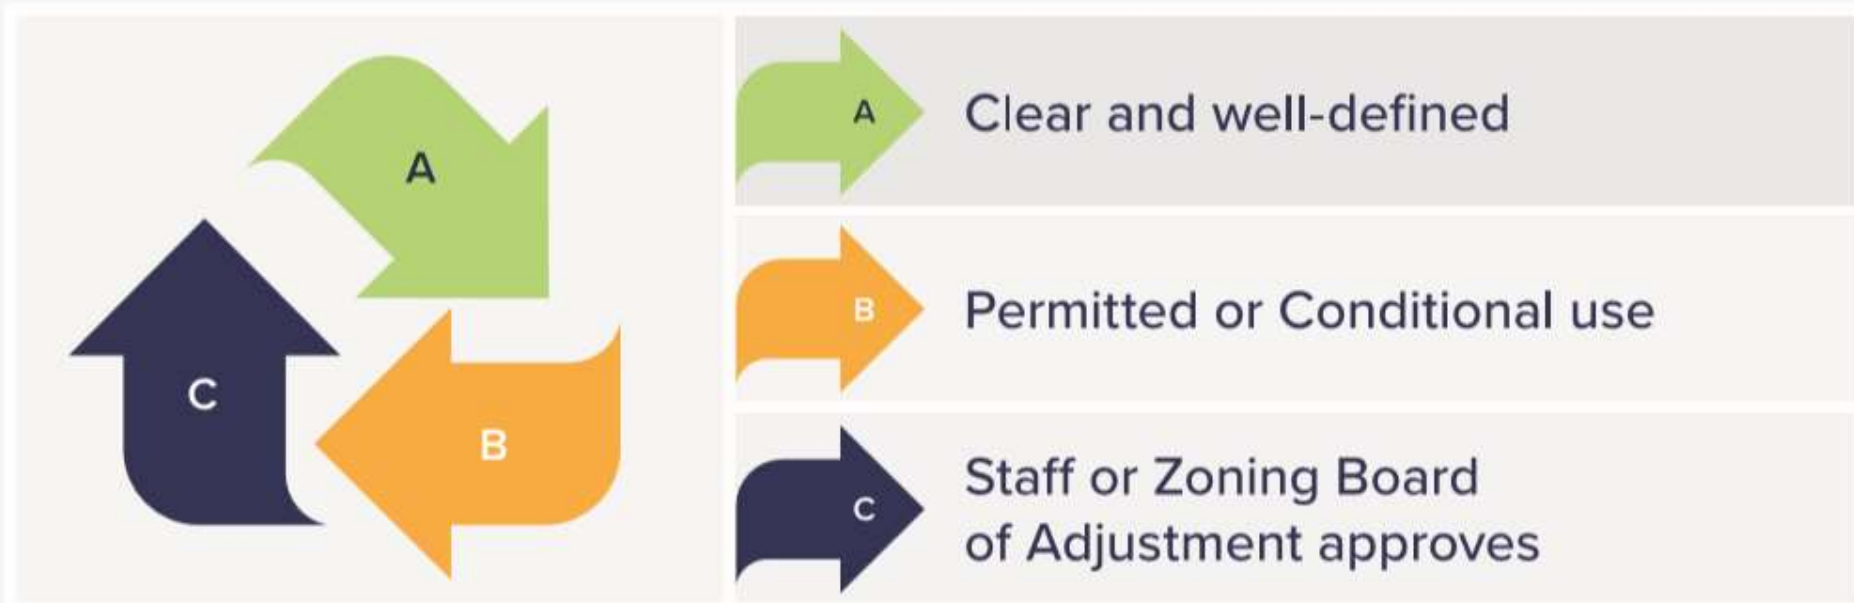 A
C
B
A
Clear and well-defined
B
Permitted or Conditional use
C
Staff or Zoning Board
of Adjustment approves